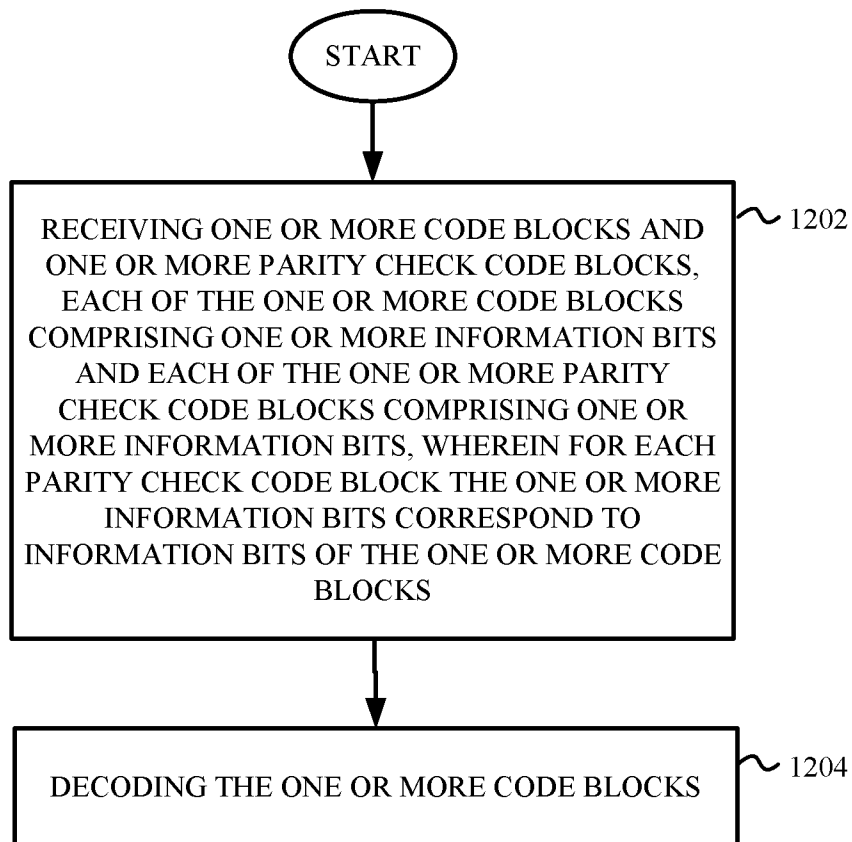 START
RECEIVING ONE OR MORE CODE BLOCKS AND
ONE OR MORE PARITY CHECK CODE BLOCKS,
EACH OF THE ONE OR MORE CODE BLOCKS
COMPRISING ONE OR MORE INFORMATION BITS
AND EACH OF THE ONE OR MORE PARITY
CHECK CODE BLOCKS COMPRISING ONE OR
MORE INFORMATION BITS, WHEREIN FOR EACH
PARITY CHECK CODE BLOCK THE ONE OR MORE
INFORMATION BITS CORRESPOND TO
INFORMATION BITS OF THE ONE OR MORE CODE
BLOCKS
1202
DECODING THE ONE OR MORE CODE BLOCKS
1204